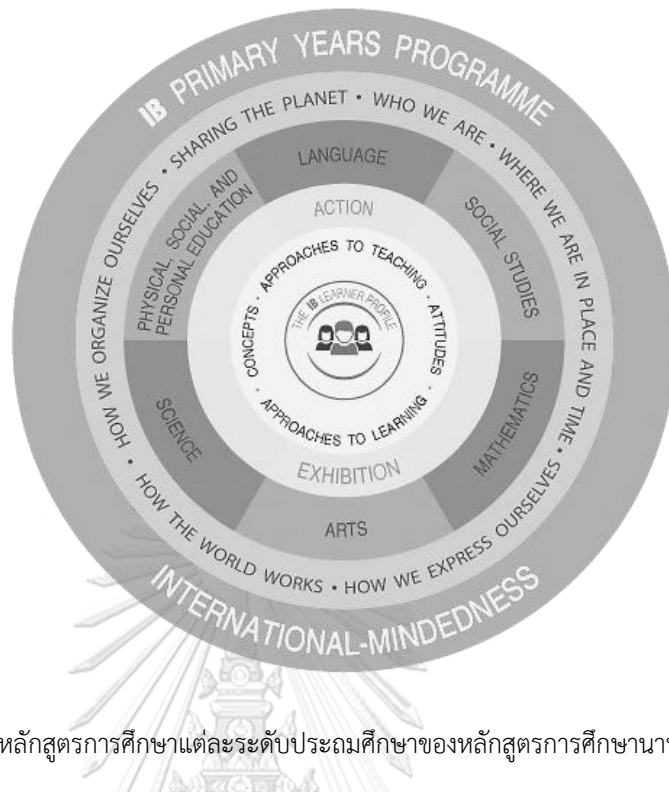 IB PRIMARY YEARS PROGRAMME
SHARING THE PLANET • WHO WE ARE • WHERE WE ARE IN PLACE AND TIME • HOW WE EXPRESS OURSELVES • HOW THE WORLD WORKS • HOW WE ORGANIZE OURSELVES •
LANGUAGE
SOCIAL STUDIES
MATHEMATICS
ARTS
SCIENCE
PHYSICAL, SOCIAL, AND
PERSONAL EDUCATION
ACTION
EXHIBITION
APPROACHES TO TEACHING • ATTITUDES • APPROACHES TO LEARNING • CONCEPTS •
THE IB LEARNER PROFILE
INTERNATIONAL-MINDEDNESS
หลักสูตรการศึกษาแต่ละระดับประถมศึกษาของหลักสูตรการศึกษานา